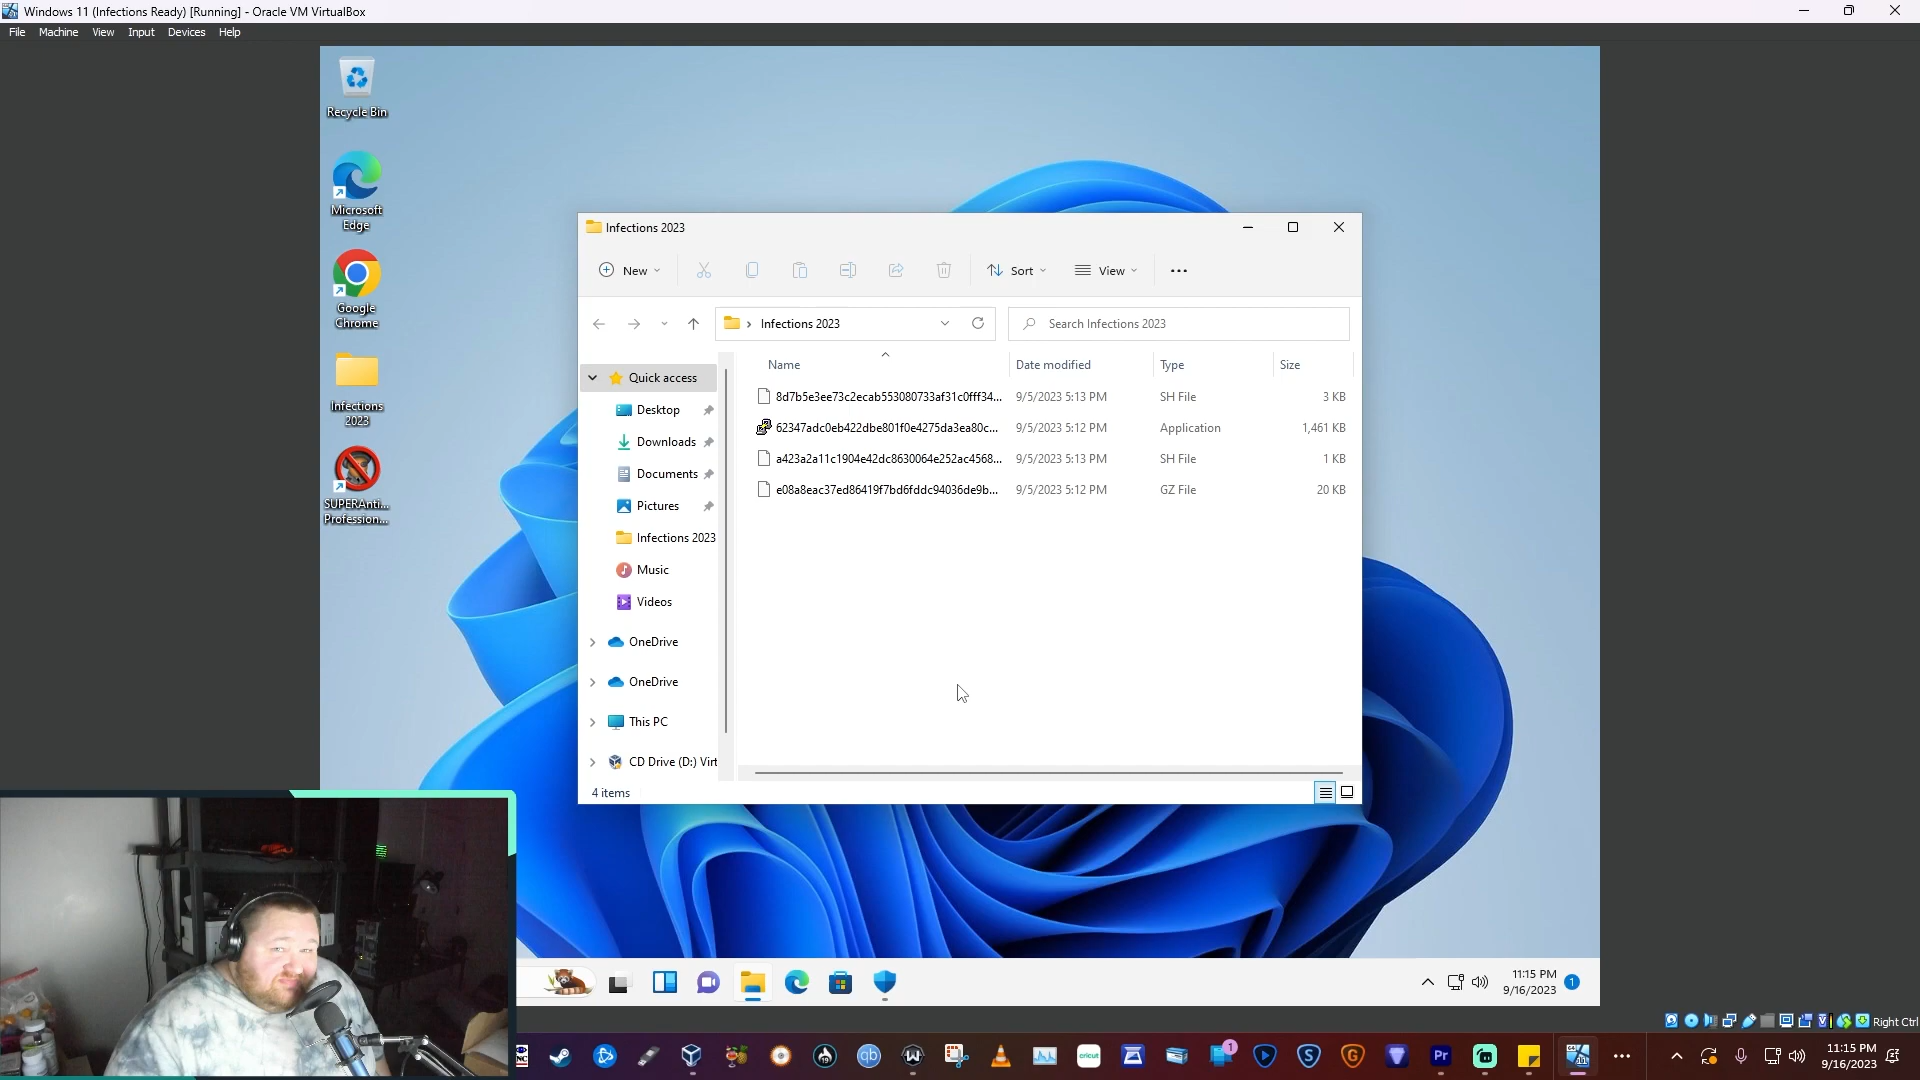 Windows 11 (Infections Ready) [Running] - Oracle VM VirtualBox
File Machine View Input Devices Help
Recycle Bin
Microsoft
Edge
Google
Chrome
Infections
2023
SUPERAnti...
Profession...
Infections 2023
New Sort View
Infections 2023
Search Infections 2023
Name Date modified Type Size
Quick access
Desktop
Downloads
Documents
Pictures
Infections 2023
Music
Videos
OneDrive
OneDrive
This PC
CD Drive (D:) Virt
8d7b5e3ee73c2ecab553080733af31c0fff34... 9/5/2023 5:13 PM SH File 3 KB
62347adc0eb422dbe801f0e4275da3ea80c... 9/5/2023 5:12 PM Application 1,461 KB
a423a2a11c1904e42dc8630064e252ac4568... 9/5/2023 5:13 PM SH File 1 KB
e08a8eac37ed86419f7bd6fddc94036de9b... 9/5/2023 5:12 PM GZ File 20 KB
4 items
11:15 PM
9/16/2023
1
Right Ctrl
cricut
1
11:15 PM
9/16/2023